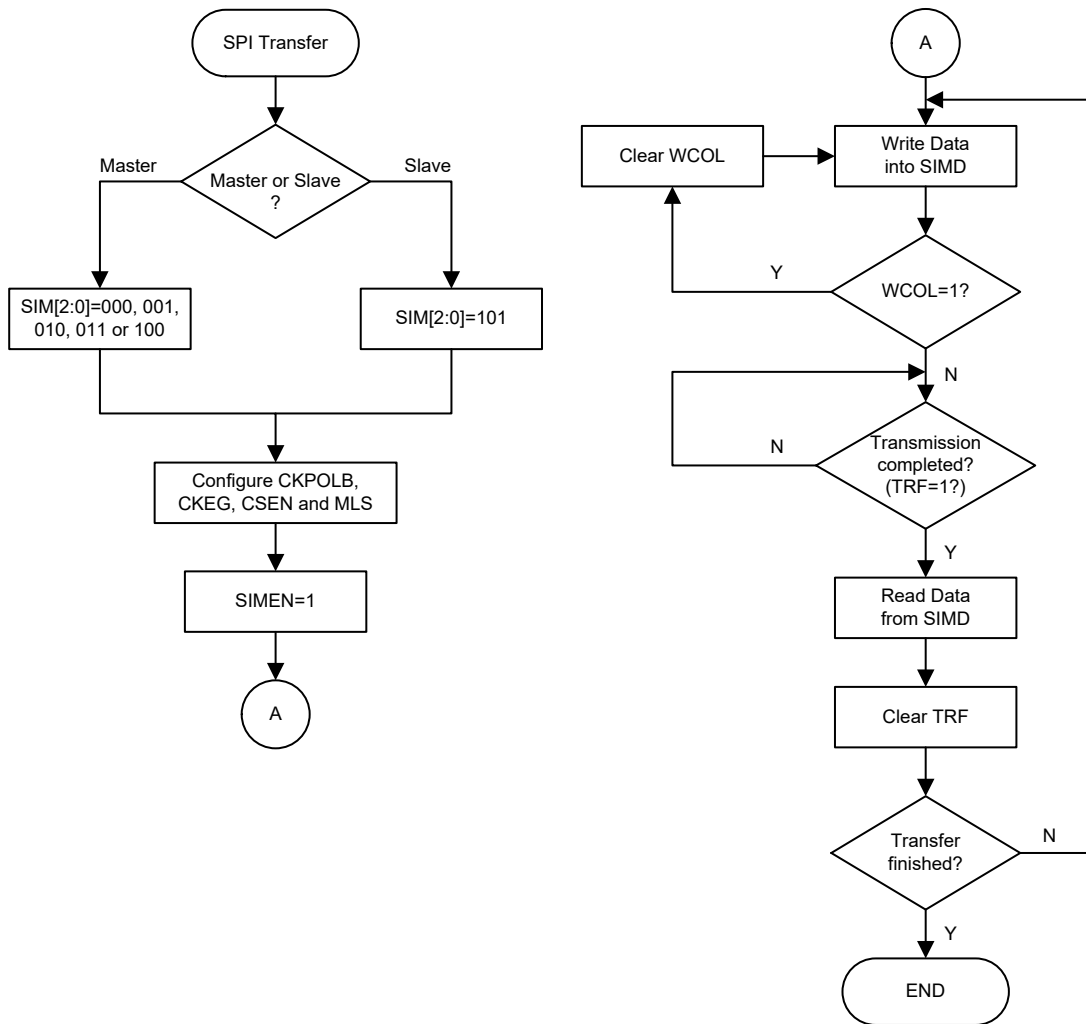 SPI Transfer
Master
Master or Slave
?
Slave
SIM[2:0]=000, 001,
010, 011 or 100
SIM[2:0]=101
Configure CKPOLB,
CKEG, CSEN and MLS
SIMEN=1
A
A
Write Data
into SIMD
Clear WCOL
Y
WCOL=1?
N
N
Transmission
completed?
(TRF=1?)
Y
Read Data
from SIMD
Clear TRF
Transfer
finished?
N
Y
END